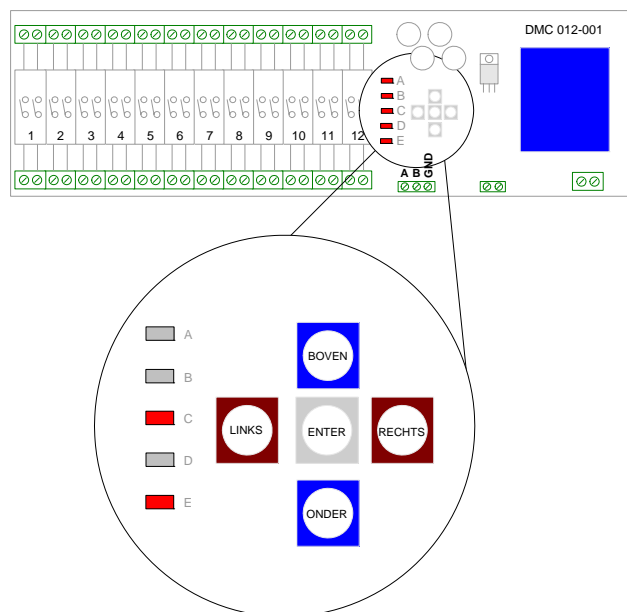 DMC 012-001
1 2 3 4 5 6 7 8 9 10 11 12
A
B
C
D
E
A B GND
A
B
C
D
E
BOVEN
LINKS ENTER RECHTS
ONDER